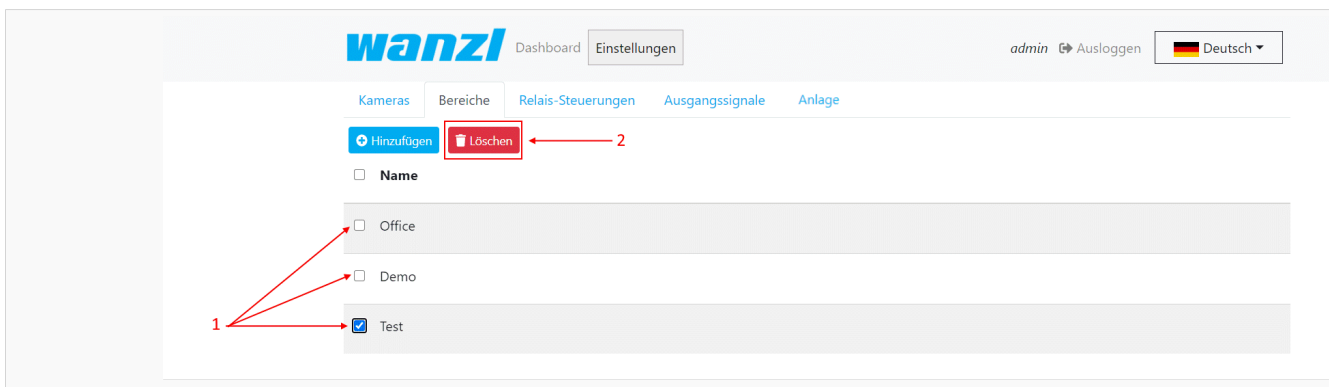 wanzl Dashboard Einstellungen admin Ausloggen Deutsch
Kameras Bereiche Relais-Steuerungen Ausgangssignale Anlage
Hinzufügen Löschen 2
Name
Office
Demo
1 Test